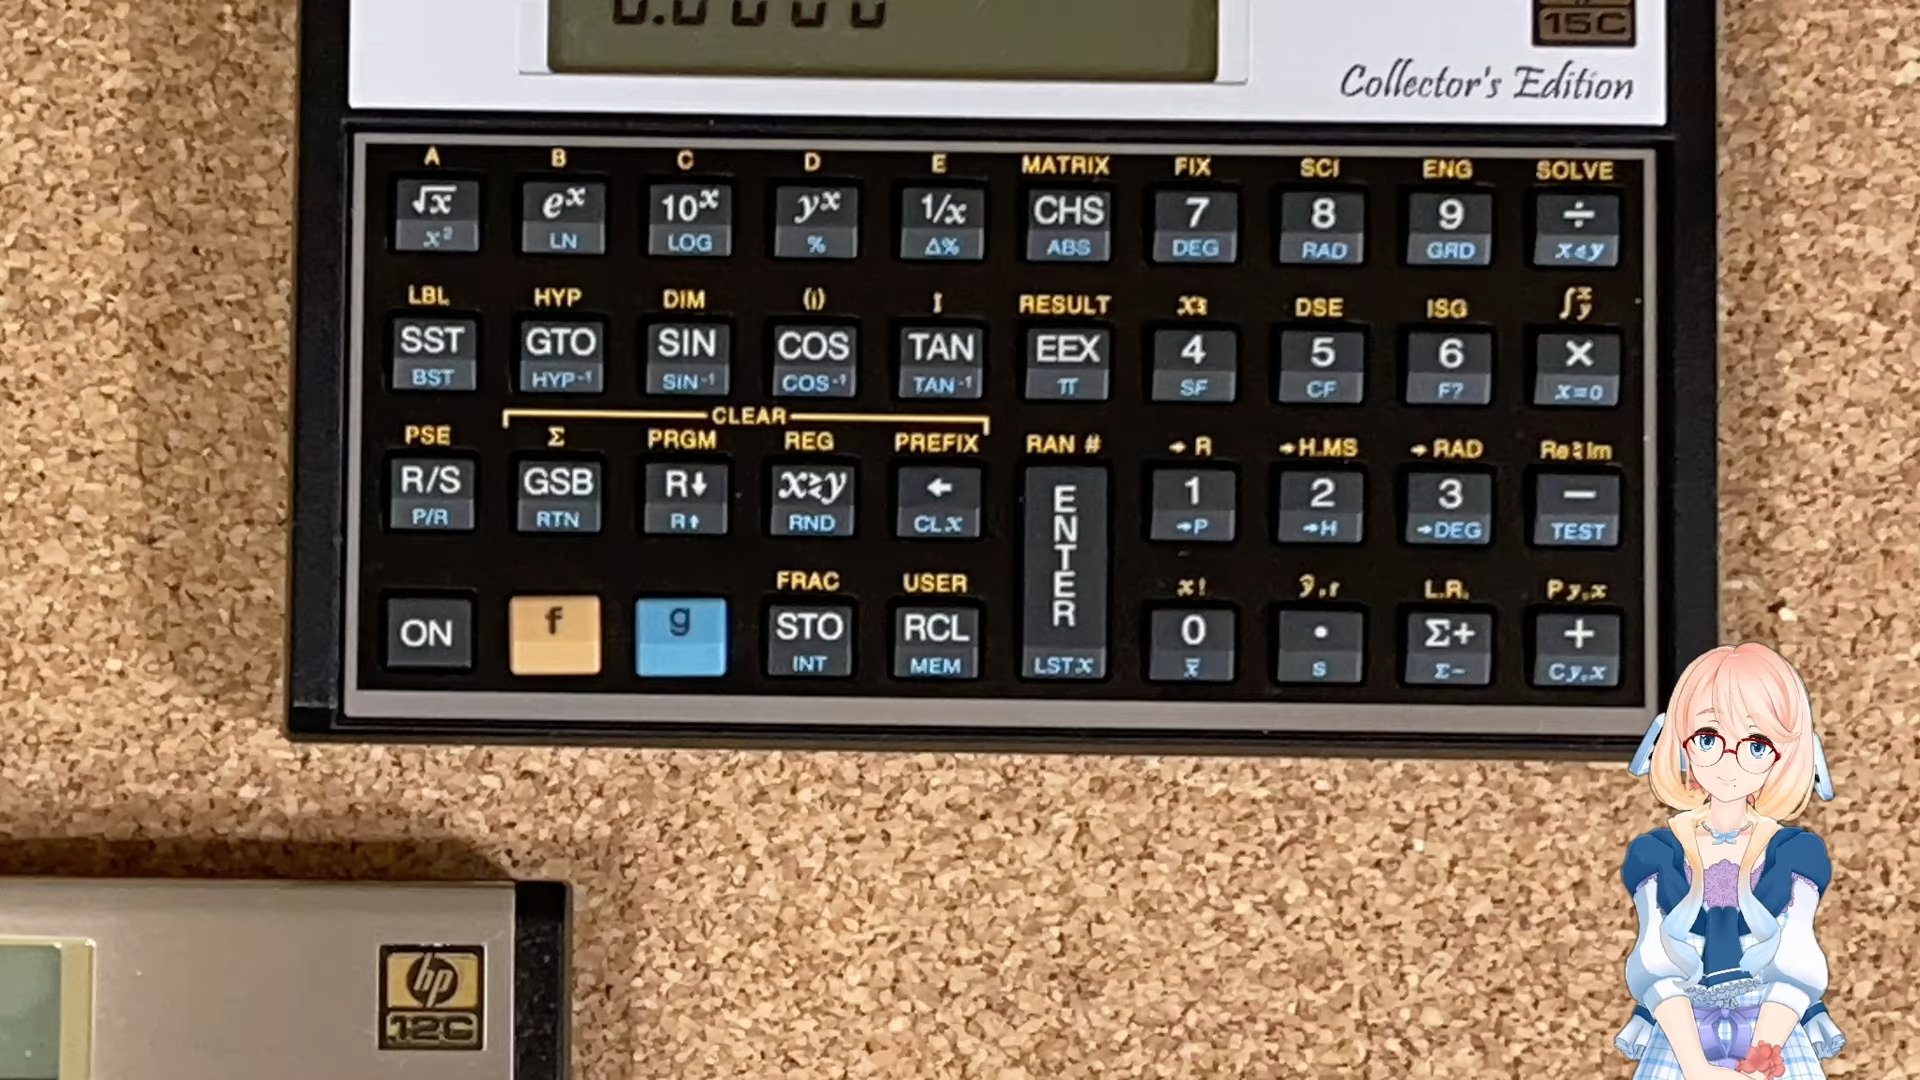 0.0000
15C
Collector's Edition
A B C D E MATRIX FIX SCI ENG SOLVE
√x eˣ 10ˣ yˣ 1/x CHS 7 8 9 ÷
x² LN LOG % Δ% ABS DEG RAD GRD x≤y
LBL HYP DIM (i) I RESULT x≷ DSE ISG ∫xy
SST GTO SIN COS TAN EEX 4 5 6 ×
BST HYP⁻¹ SIN⁻¹ COS⁻¹ TAN⁻¹ π SF CF F? x=0
CLEAR
PSE Σ PRGM REG PREFIX RAN # →R →H.MS →RAD Re≷Im
R/S GSB R↓ x≷y ← ENTER 1 2 3 −
P/R RTN R↑ RND CLx →P →H →DEG TEST
FRAC USER x! ŷ,r L.R. Py,x
ON f g STO RCL 0 • Σ+ +
INT MEM LSTx x̅ s Σ− Cy,x
hp
12C